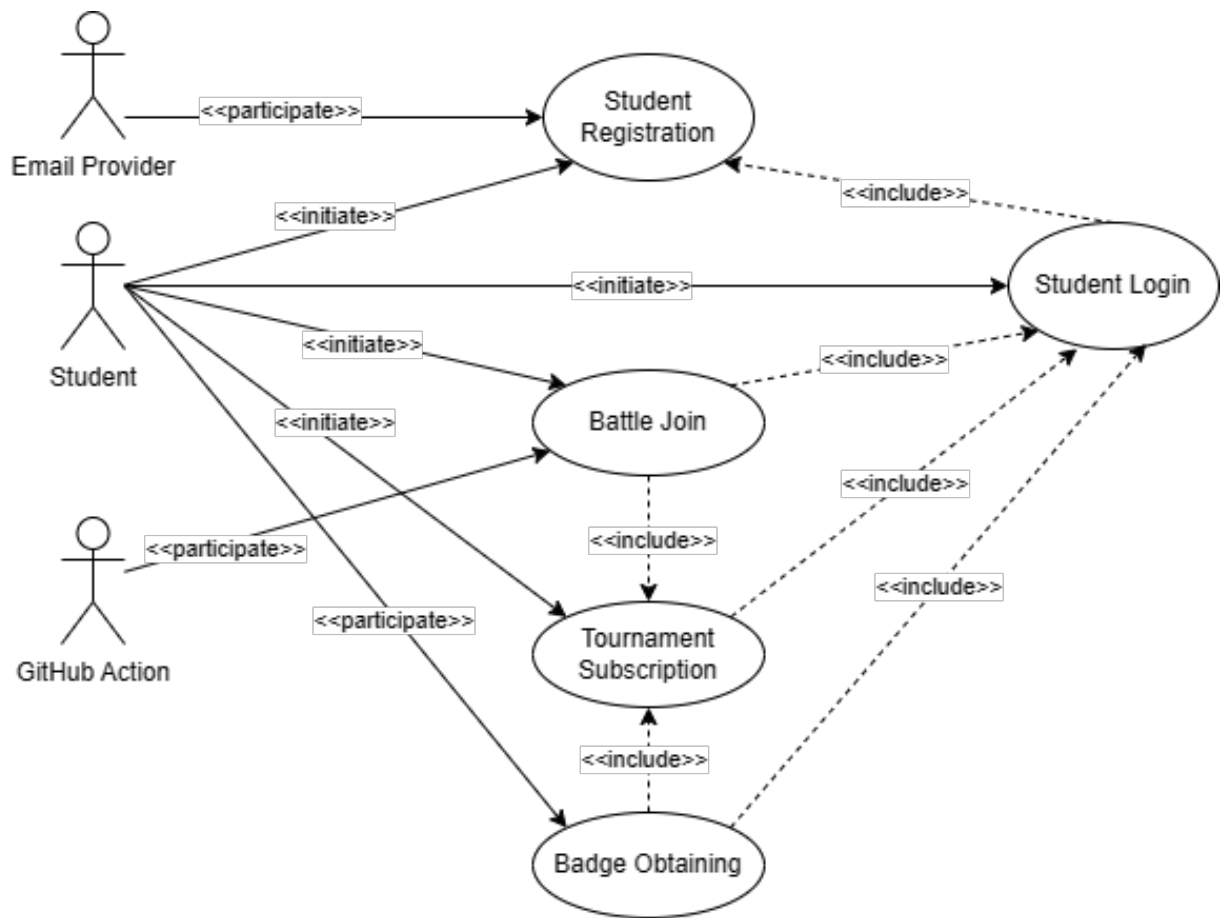 <<participate>>
Student
Registration
Email Provider
<<include>>
<<initiate>>
<<initiate>>
Student Login
<<initiate>>
<<include>>
Student
<<initiate>>
Battle Join
<<include>>
<<participate>>
<<include>>
<<include>>
<<participate>>
Tournament
Subscription
GitHub Action
<<include>>
Badge Obtaining